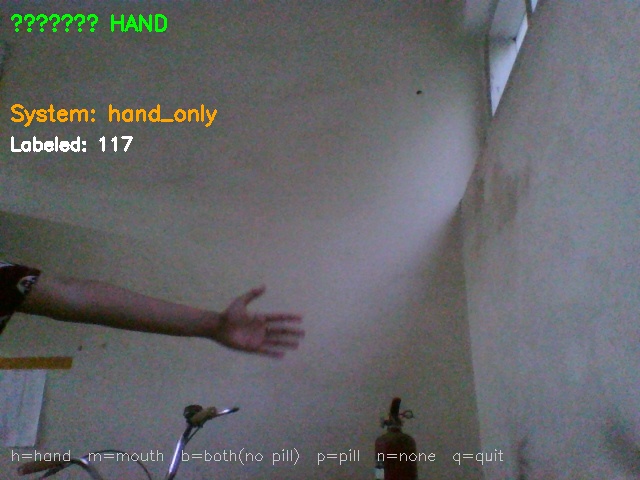 ??????? HAND
System: hand_only
Labeled: 117
h=hand m=mouth b=both(no pill) p=pill n=none q=quit